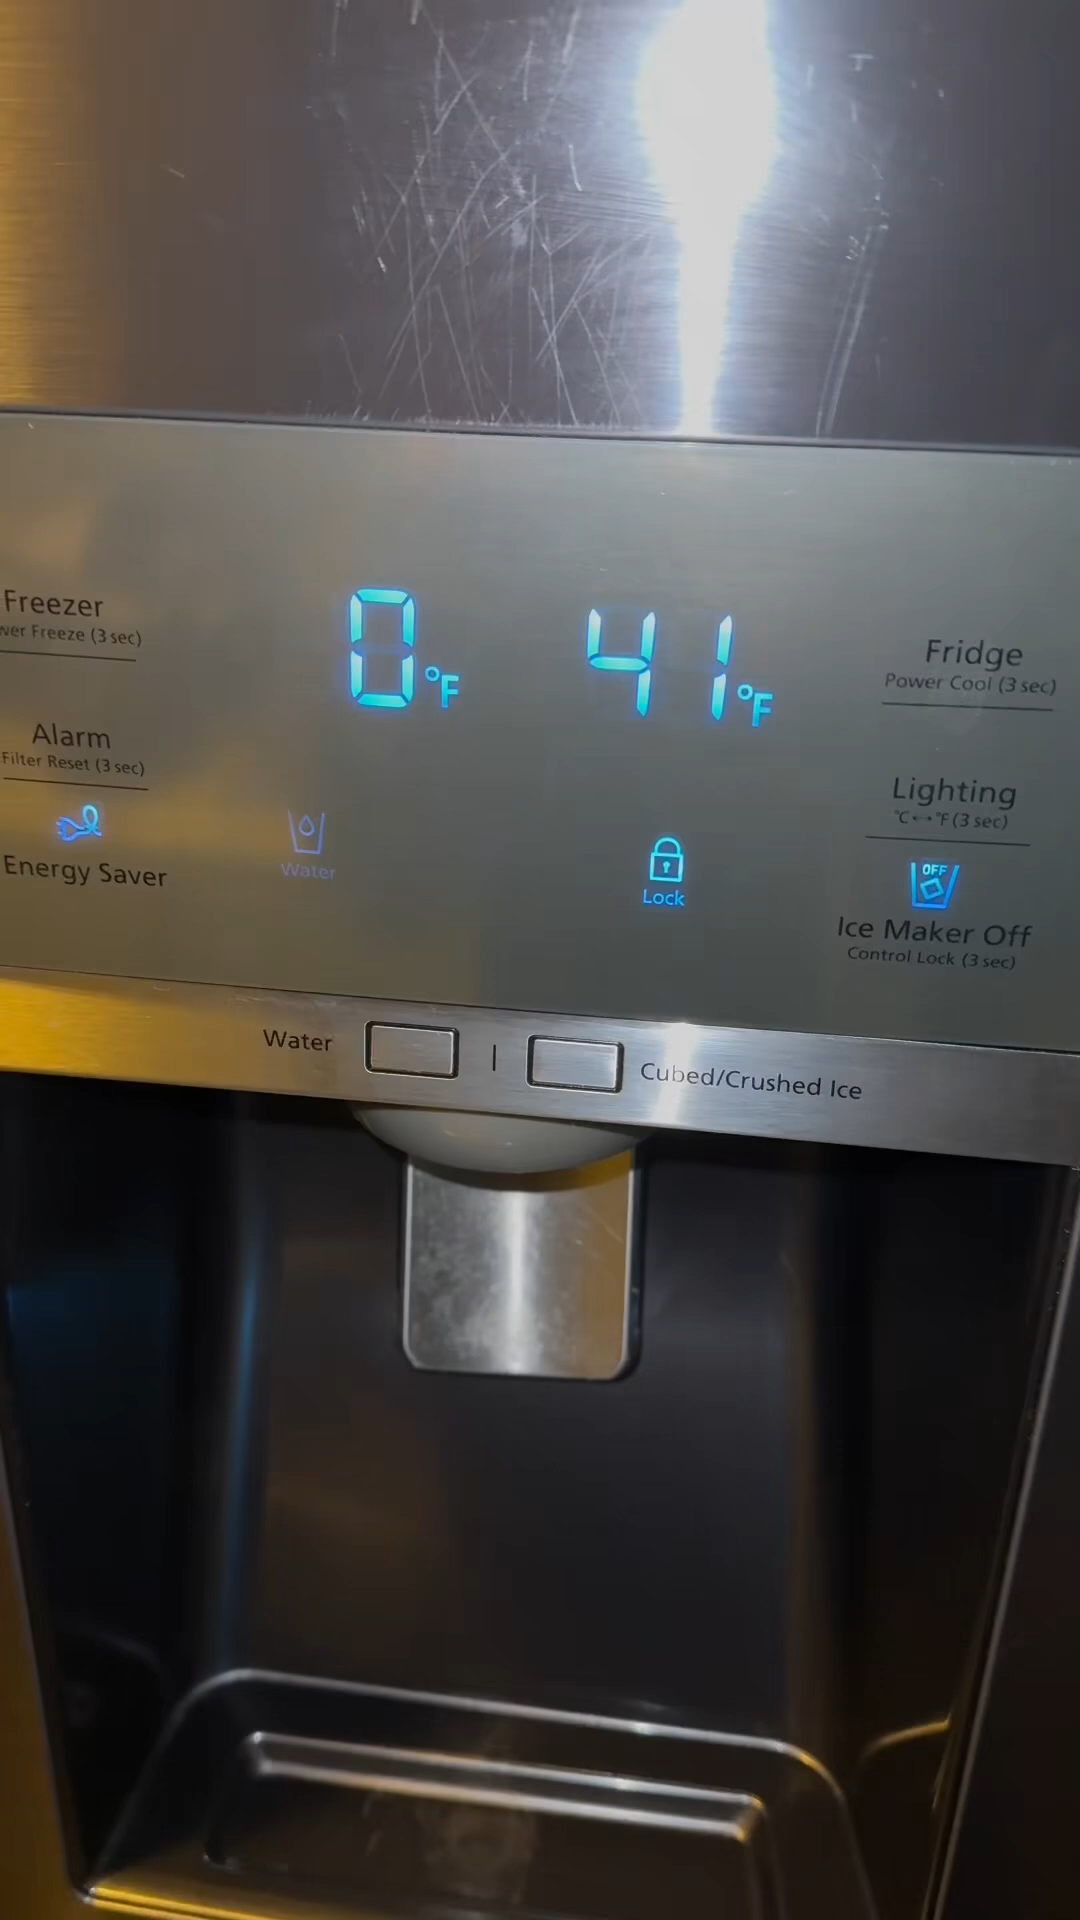 Freezer
Freeze (3 sec)
0°F
41°F
Fridge
Power Cool (3 sec)
Alarm
Filter Reset (3 sec)
Lighting
°C↔°F (3 sec)
Energy Saver
Water
Lock
OFF
Ice Maker Off
Control Lock (3 sec)
Water | Cubed/Crushed Ice